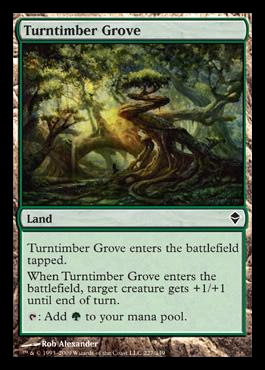 Turntimber Grove
Land
Turntimber Grove enters the battlefield
tapped.
When Turntimber Grove enters the
battlefield, target creature gets +1/+1
until end of turn.
: Add to your mana pool.
Rob Alexander
™ & © 1993–2009 Wizards of the Coast LLC 227/249